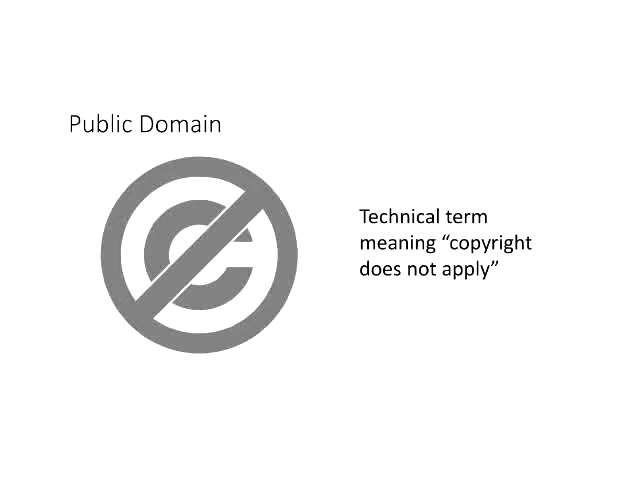 Public Domain
Technical term
meaning “copyright
does not apply”